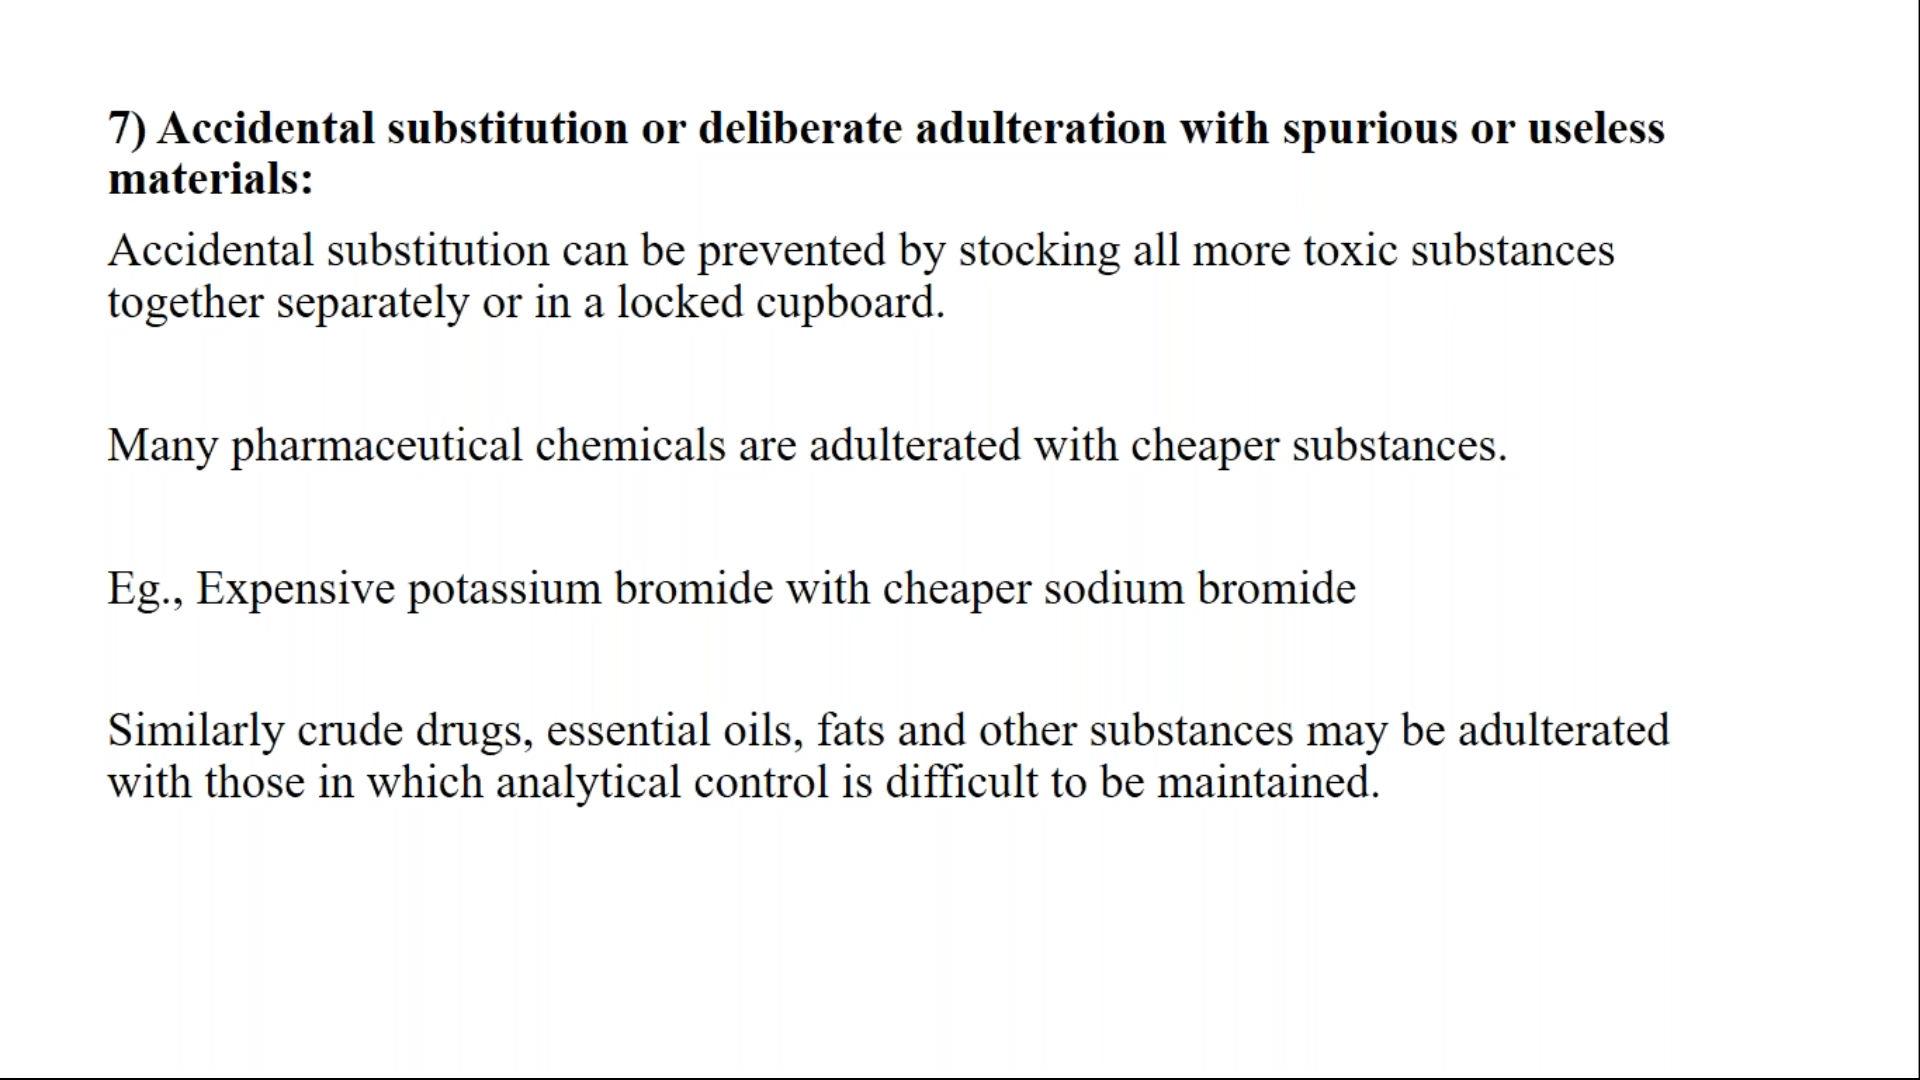 7) Accidental substitution or deliberate adulteration with spurious or useless
materials:
Accidental substitution can be prevented by stocking all more toxic substances
together separately or in a locked cupboard.
Many pharmaceutical chemicals are adulterated with cheaper substances.
Eg., Expensive potassium bromide with cheaper sodium bromide
Similarly crude drugs, essential oils, fats and other substances may be adulterated
with those in which analytical control is difficult to be maintained.